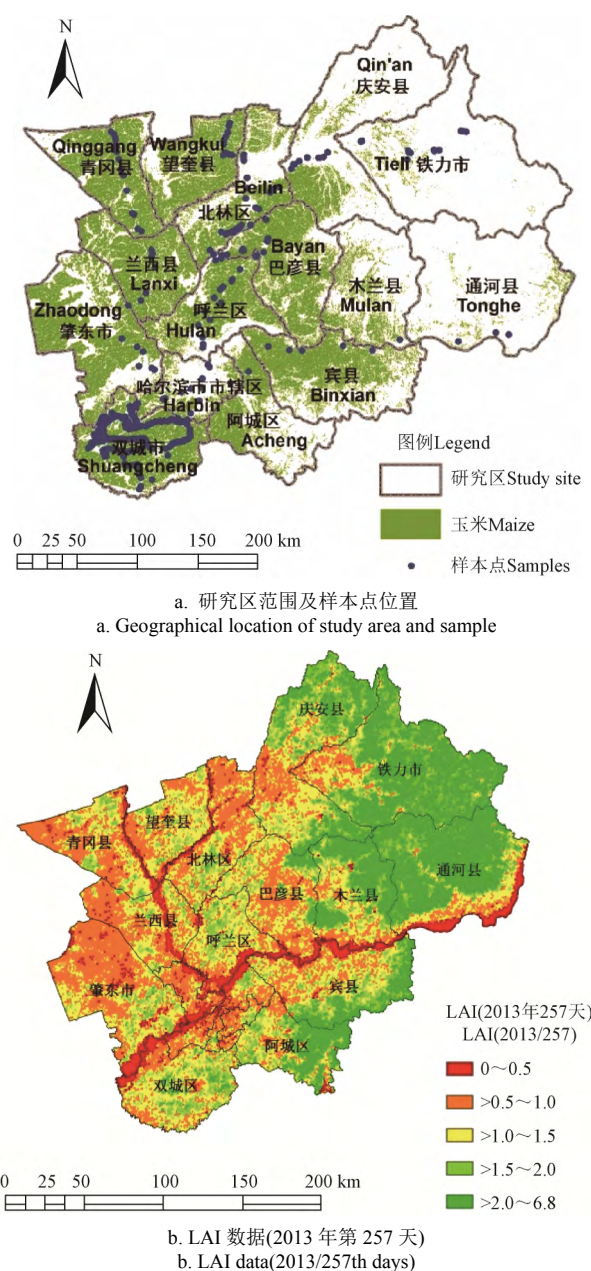 N
Qin'an
庆安县
Qinggang
青冈县
Wangkui
望奎县
Tieli 铁力市
Beilin
北林区
Bayan
巴彦县
兰西县
Lanxi
木兰县
Mulan
通河县
Tonghe
Zhaodong
肇东市
呼兰区
Hulan
宾县
Binxian
哈尔滨市市辖区
Harbin
阿城区
Acheng
双城市
Shuangcheng
图例Legend
研究区Study site
玉米Maize
样本点Samples
0 25 50 100 150 200 km
a. 研究区范围及样本点位置
a. Geographical location of study area and sample
N
庆安县
铁力市
望奎县
青冈县
北林区
通河县
巴彦县
木兰县
兰西县
呼兰区
肇东市
宾县
阿城区
双城区
LAI(2013年257天)
LAI(2013/257)
0～0.5
>0.5～1.0
>1.0～1.5
>1.5～2.0
>2.0～6.8
0 25 50 100 150 200 km
b. LAI 数据(2013 年第 257 天)
b. LAI data(2013/257th days)